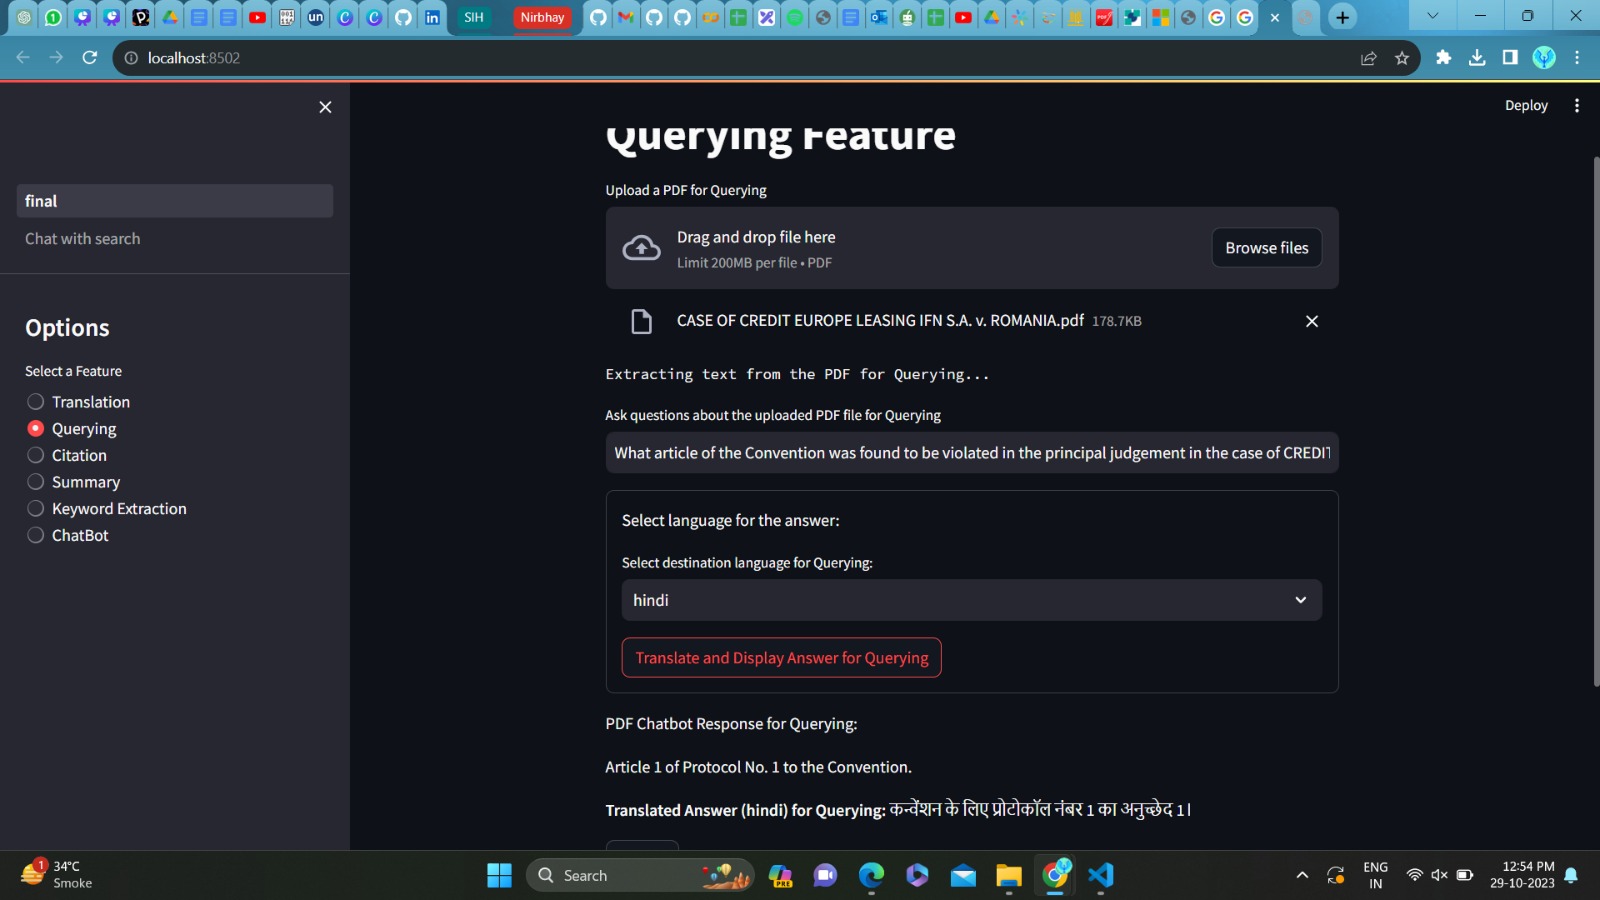 SIH
Nirbhay
localhost:8502
Deploy
final
Chat with search
Options
Select a Feature
Translation
Querying
Citation
Summary
Keyword Extraction
ChatBot
Querying Feature
Upload a PDF for Querying
Drag and drop file here
Limit 200MB per file • PDF
Browse files
CASE OF CREDIT EUROPE LEASING IFN S.A. v. ROMANIA.pdf 178.7KB
Extracting text from the PDF for Querying...
Ask questions about the uploaded PDF file for Querying
What article of the Convention was found to be violated in the principal judgement in the case of CREDIT
Select language for the answer:
Select destination language for Querying:
hindi
Translate and Display Answer for Querying
PDF Chatbot Response for Querying:
Article 1 of Protocol No. 1 to the Convention.
Translated Answer (hindi) for Querying: कन्वेंशन के लिए प्रोटोकॉल नंबर 1 का अनुच्छेद 1।
1
34°C
Smoke
Search
PRE
ENG
IN
12:54 PM
29-10-2023